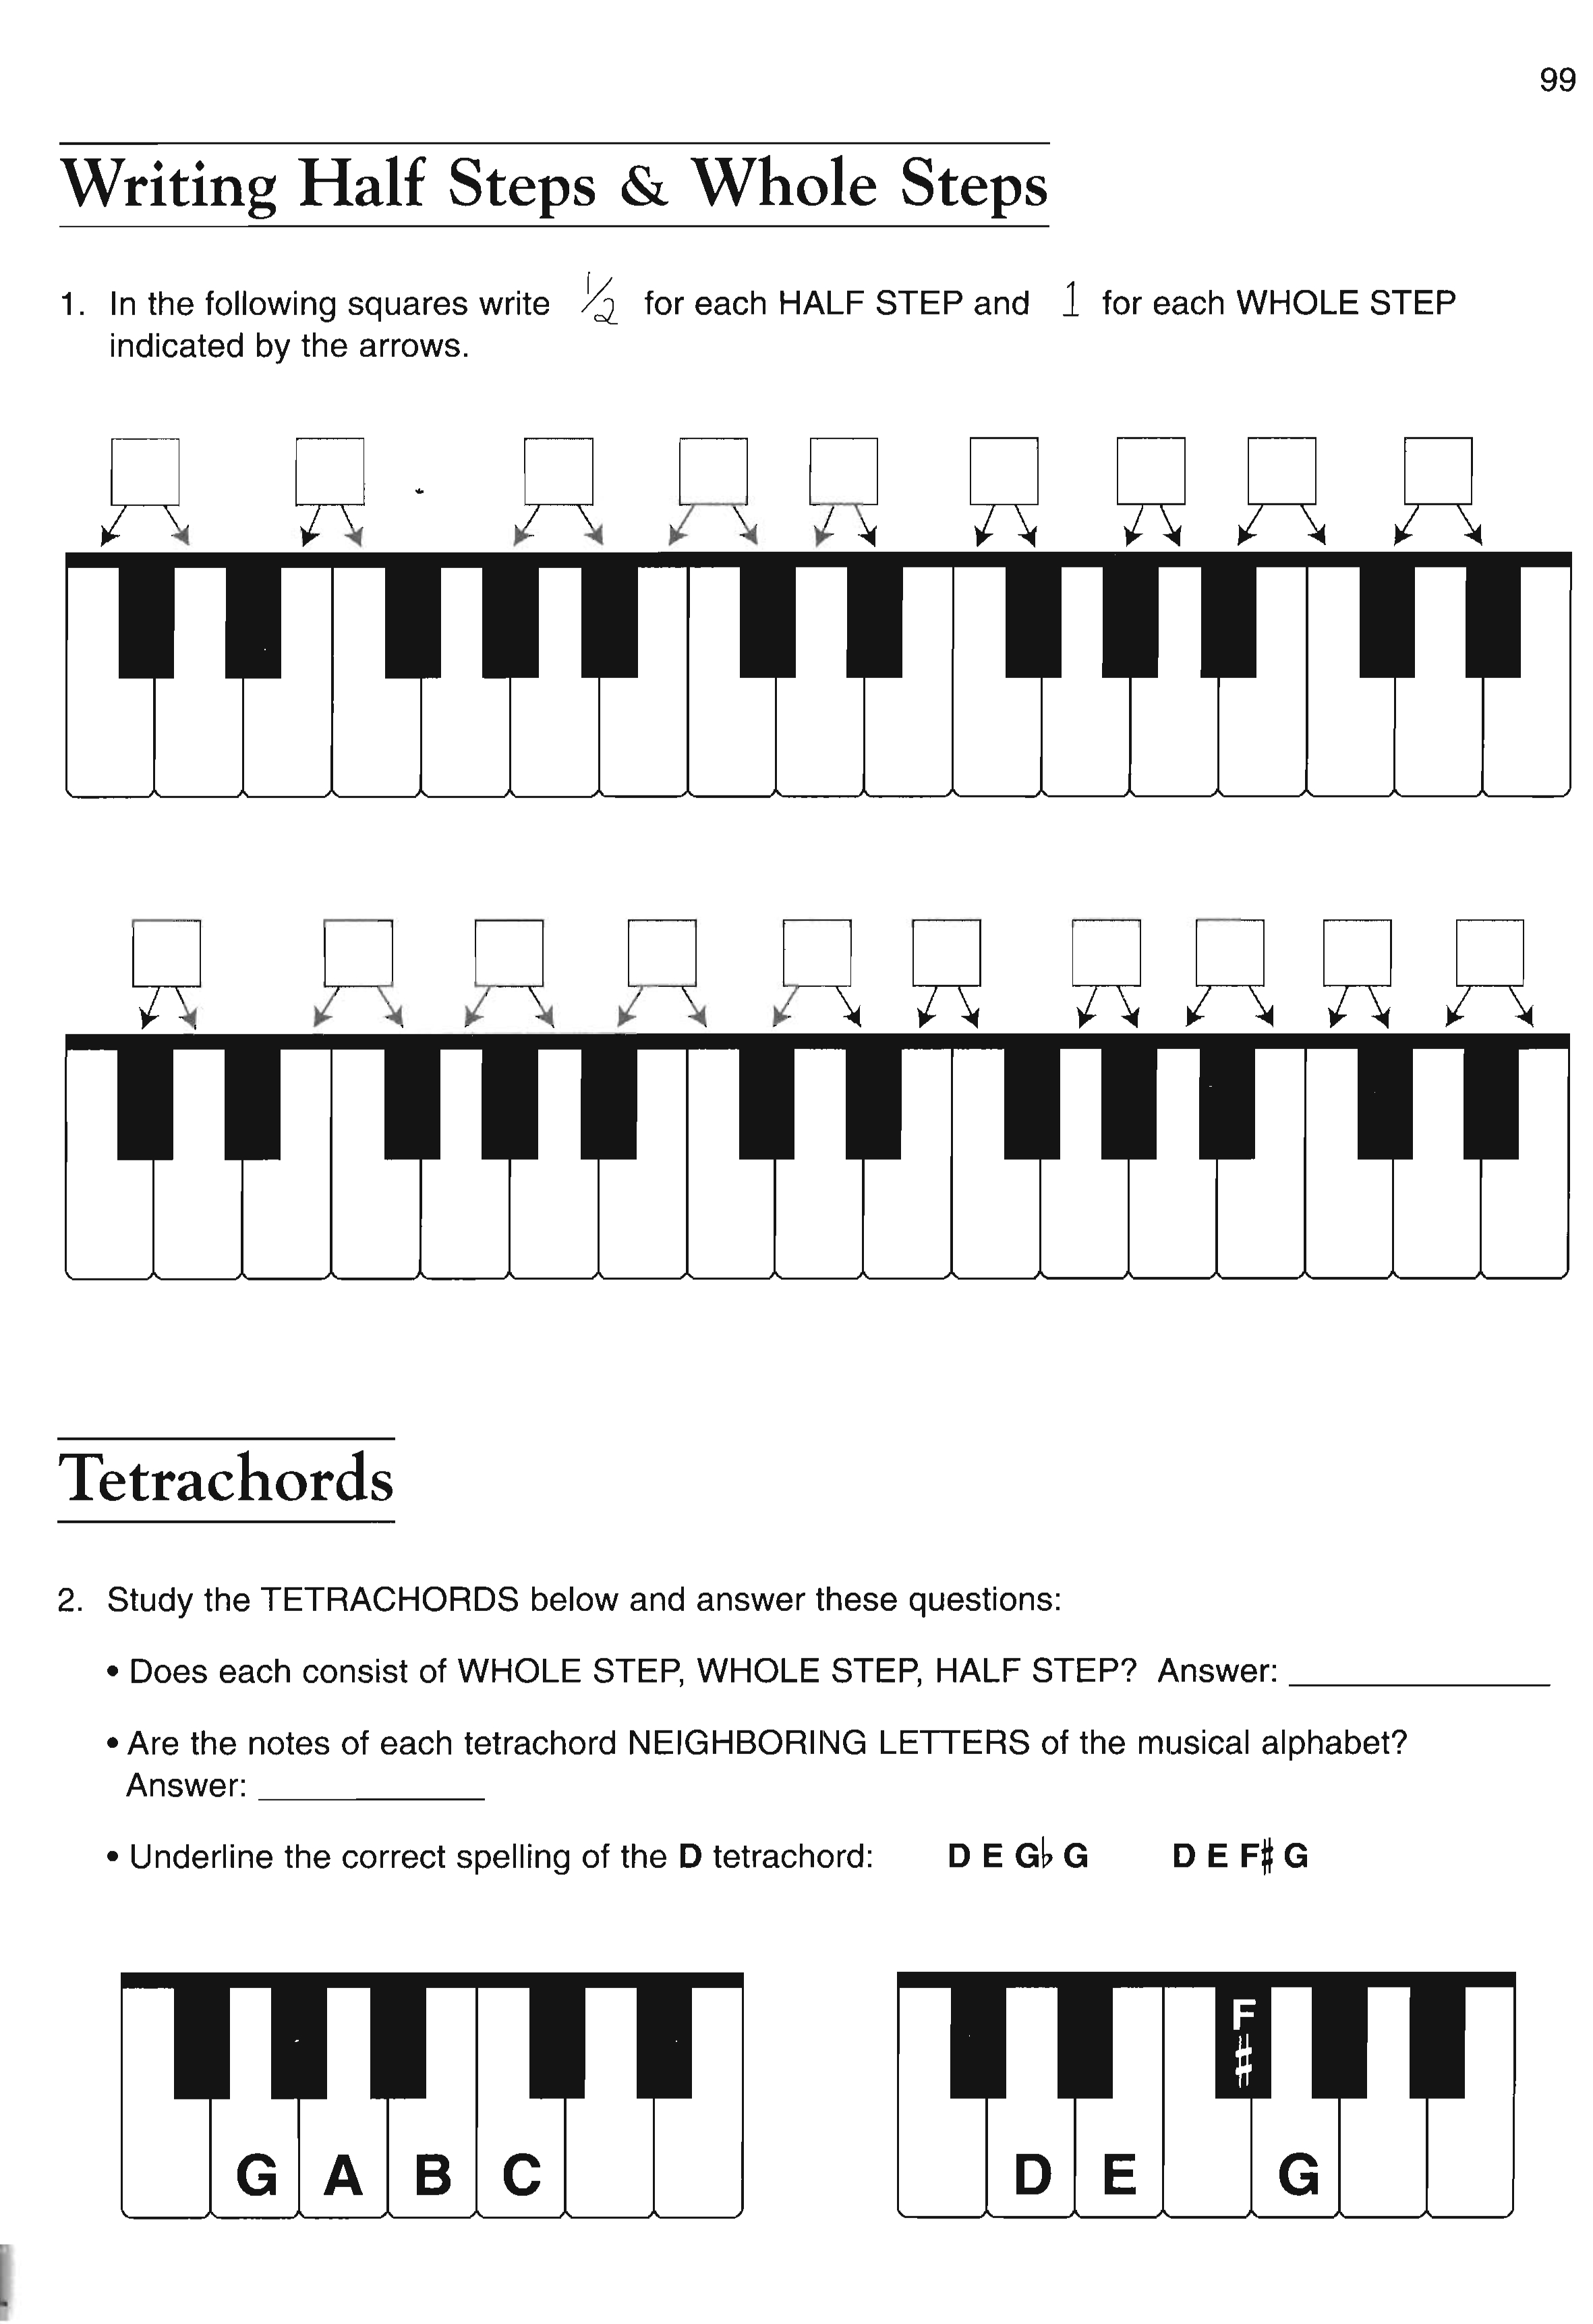 99
Writing Half Steps & Whole Steps
1. In the following squares write ½ for each HALF STEP and 1 for each WHOLE STEP
indicated by the arrows.
Tetrachords
2. Study the TETRACHORDS below and answer these questions:
• Does each consist of WHOLE STEP, WHOLE STEP, HALF STEP? Answer: ____________
• Are the notes of each tetrachord NEIGHBORING LETTERS of the musical alphabet?
Answer: ____________
• Underline the correct spelling of the D tetrachord: D E G♭ G D E F♯ G
G A B C
F
♯
D E G